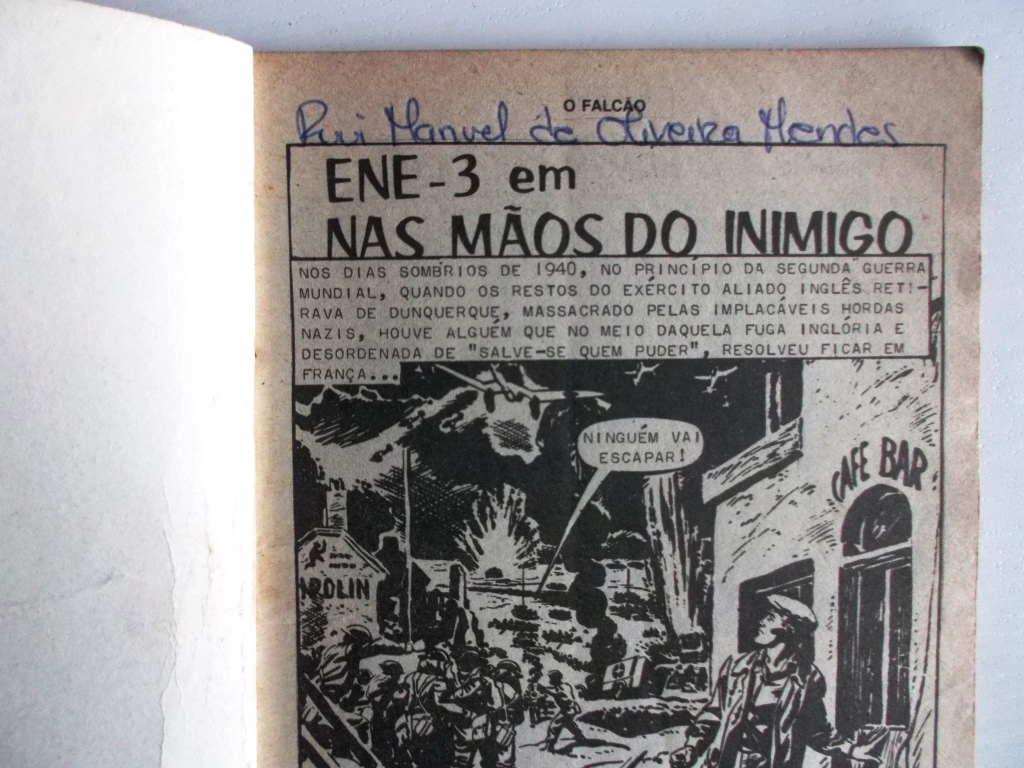 O FALCÃO
Rui Manuel de Oliveira Mendes
ENE-3 em
NAS MÃOS DO INIMIGO
NOS DIAS SOMBRIOS DE 1940, NO PRINCÍPIO DA SEGUNDA GUERRA
MUNDIAL, QUANDO OS RESTOS DO EXÉRCITO ALIADO INGLÊS RETI-
RAVA DE DUNQUERQUE, MASSACRADO PELAS IMPLACÁVEIS HORDAS
NAZIS, HOUVE ALGUÉM QUE NO MEIO DAQUELA FUGA INGLÓRIA E
DESORDENADA DE "SALVE-SE QUEM PUDER", RESOLVEU FICAR EM
FRANÇA...
NINGUÉM VAI
ESCAPAR!
CAFE BAR
ROLIN